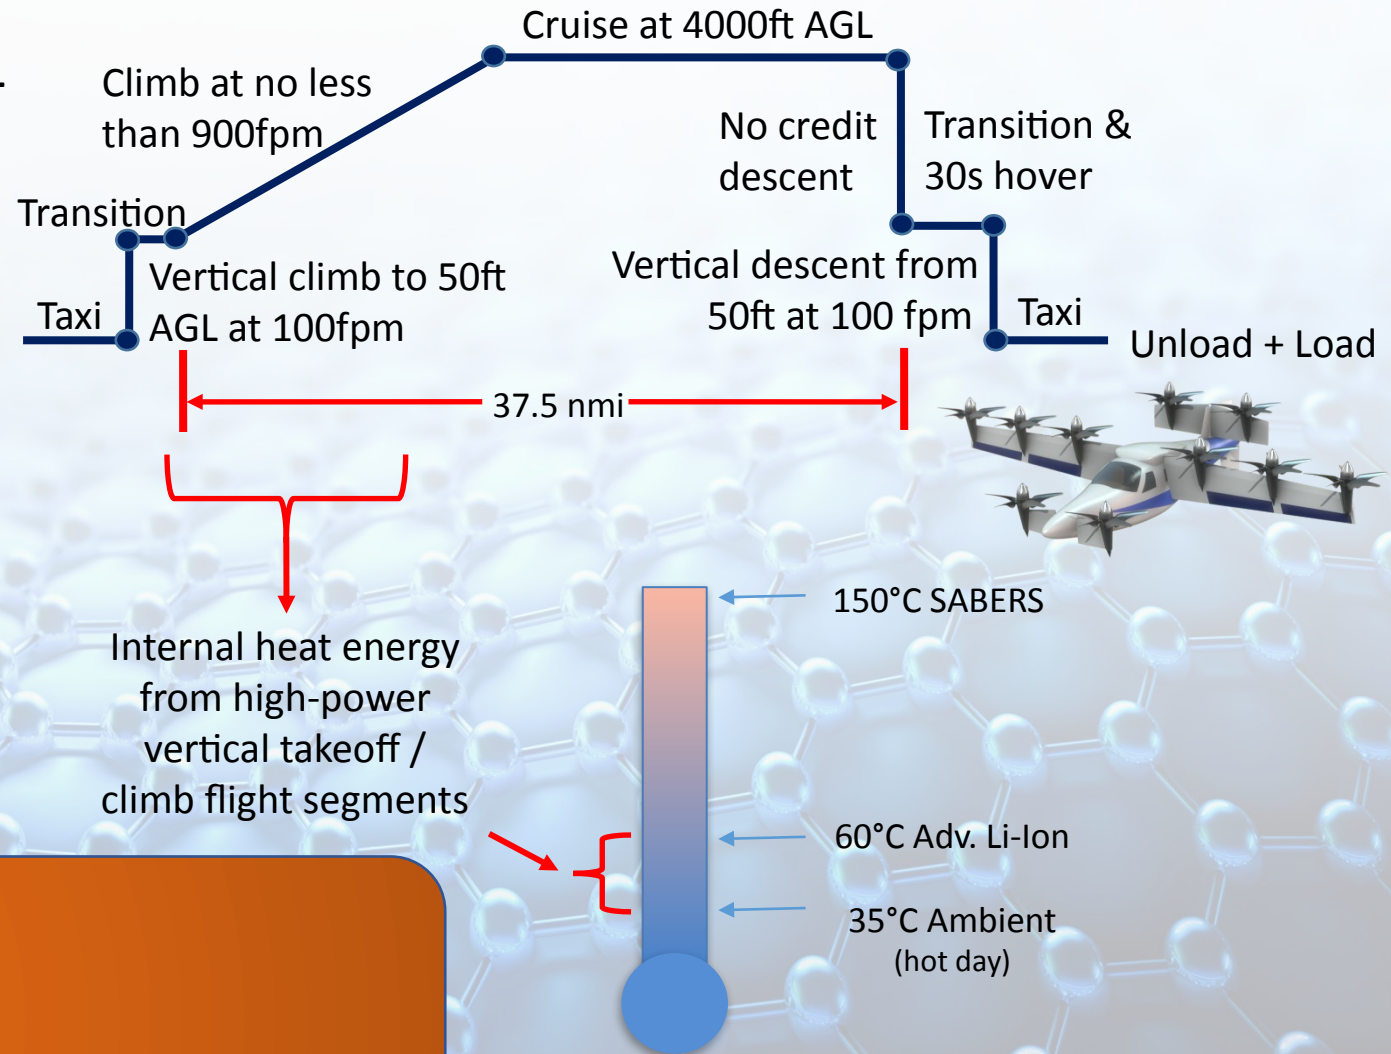 Cruise at 4000ft AGL
Climb at no less
than 900fpm
No credit
descent
Transition &
30s hover
Transition
Vertical climb to 50ft
AGL at 100fpm
Vertical descent from
50ft at 100 fpm
Taxi
Taxi
Unload + Load
37.5 nmi
150°C SABERS
Internal heat energy
from high-power
vertical takeoff /
climb flight segments
60°C Adv. Li-Ion
35°C Ambient
(hot day)